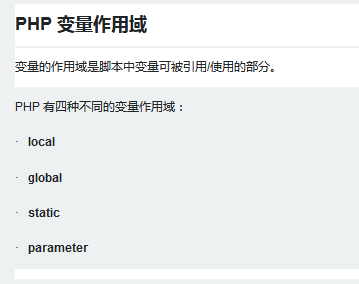 PHP 变量作用域
变量的作用域是脚本中变量可被引用/使用的部分。
PHP 有四种不同的变量作用域：
· local
· global
· static
· parameter